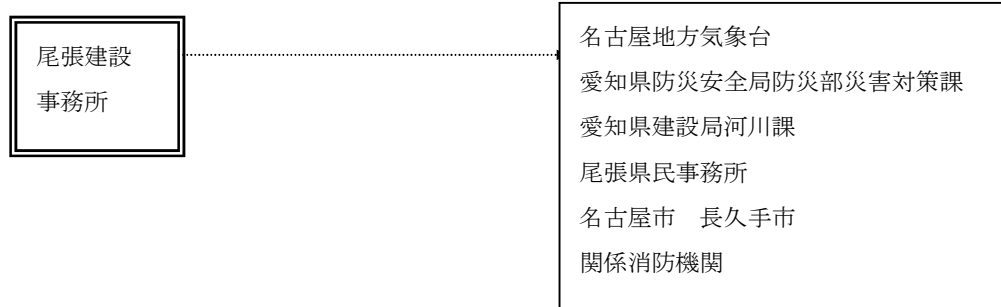 尾張建設
事務所
名古屋地方気象台
愛知県防災安全局防災部災害対策課
愛知県建設局河川課
尾張県民事務所
名古屋市　長久手市
関係消防機関